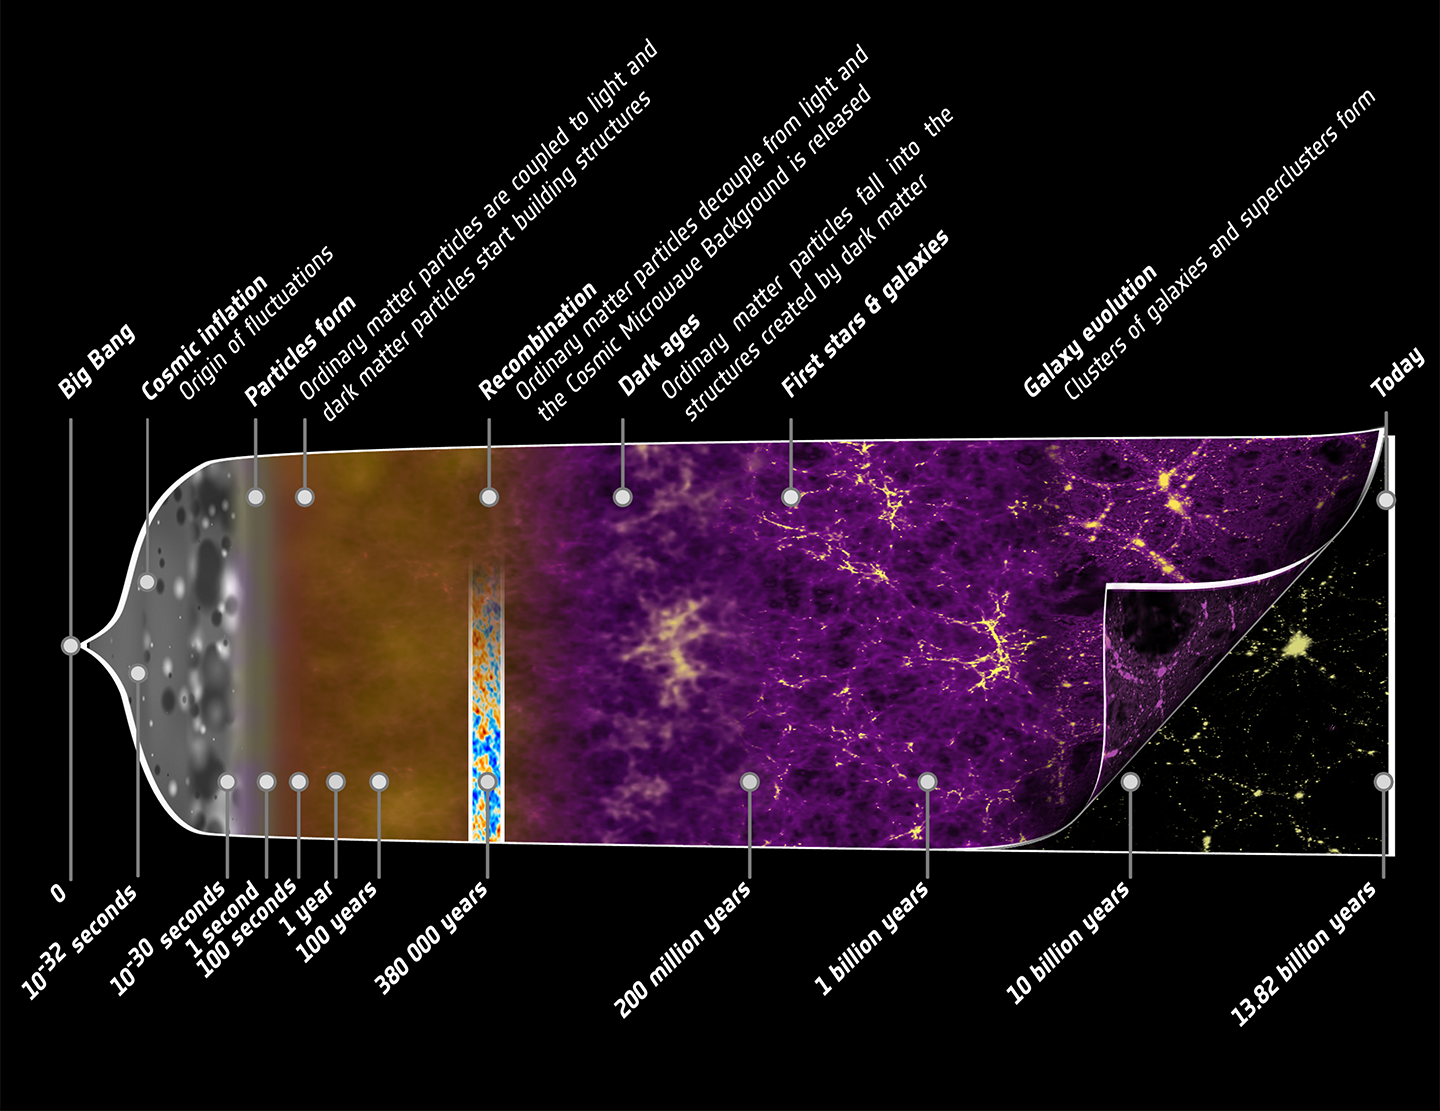 Big Bang
Cosmic inflation
Origin of fluctuations
Particles form
Ordinary matter particles are coupled to light and
dark matter particles start building structures
Recombination
Ordinary matter particles decouple from light and
the Cosmic Microwave Background is released
Dark ages
Ordinary matter particles fall into the
structures created by dark matter
First stars & galaxies
Galaxy evolution
Clusters of galaxies and superclusters form
Today
0
10-32 seconds
10-30 seconds
1 second
100 seconds
1 year
100 years
380 000 years
200 million years
1 billion years
10 billion years
13.82 billion years